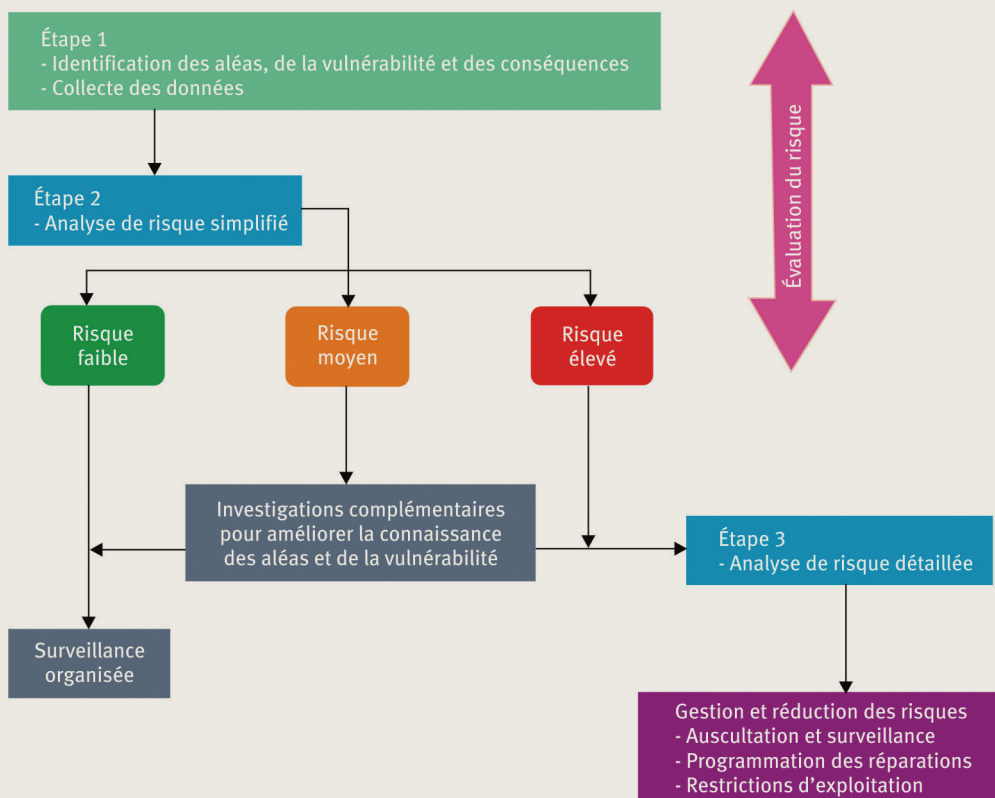 Étape 1
- Identification des aléas, de la vulnérabilité et des conséquences
- Collecte des données
Évaluation du risque
Étape 2
- Analyse de risque simplifié
Risque
faible
Risque
moyen
Risque
élevé
Investigations complémentaires
pour améliorer la connaissance
des aléas et de la vulnérabilité
Étape 3
- Analyse de risque détaillée
Surveillance
organisée
Gestion et réduction des risques
- Auscultation et surveillance
- Programmation des réparations
- Restrictions d’exploitation